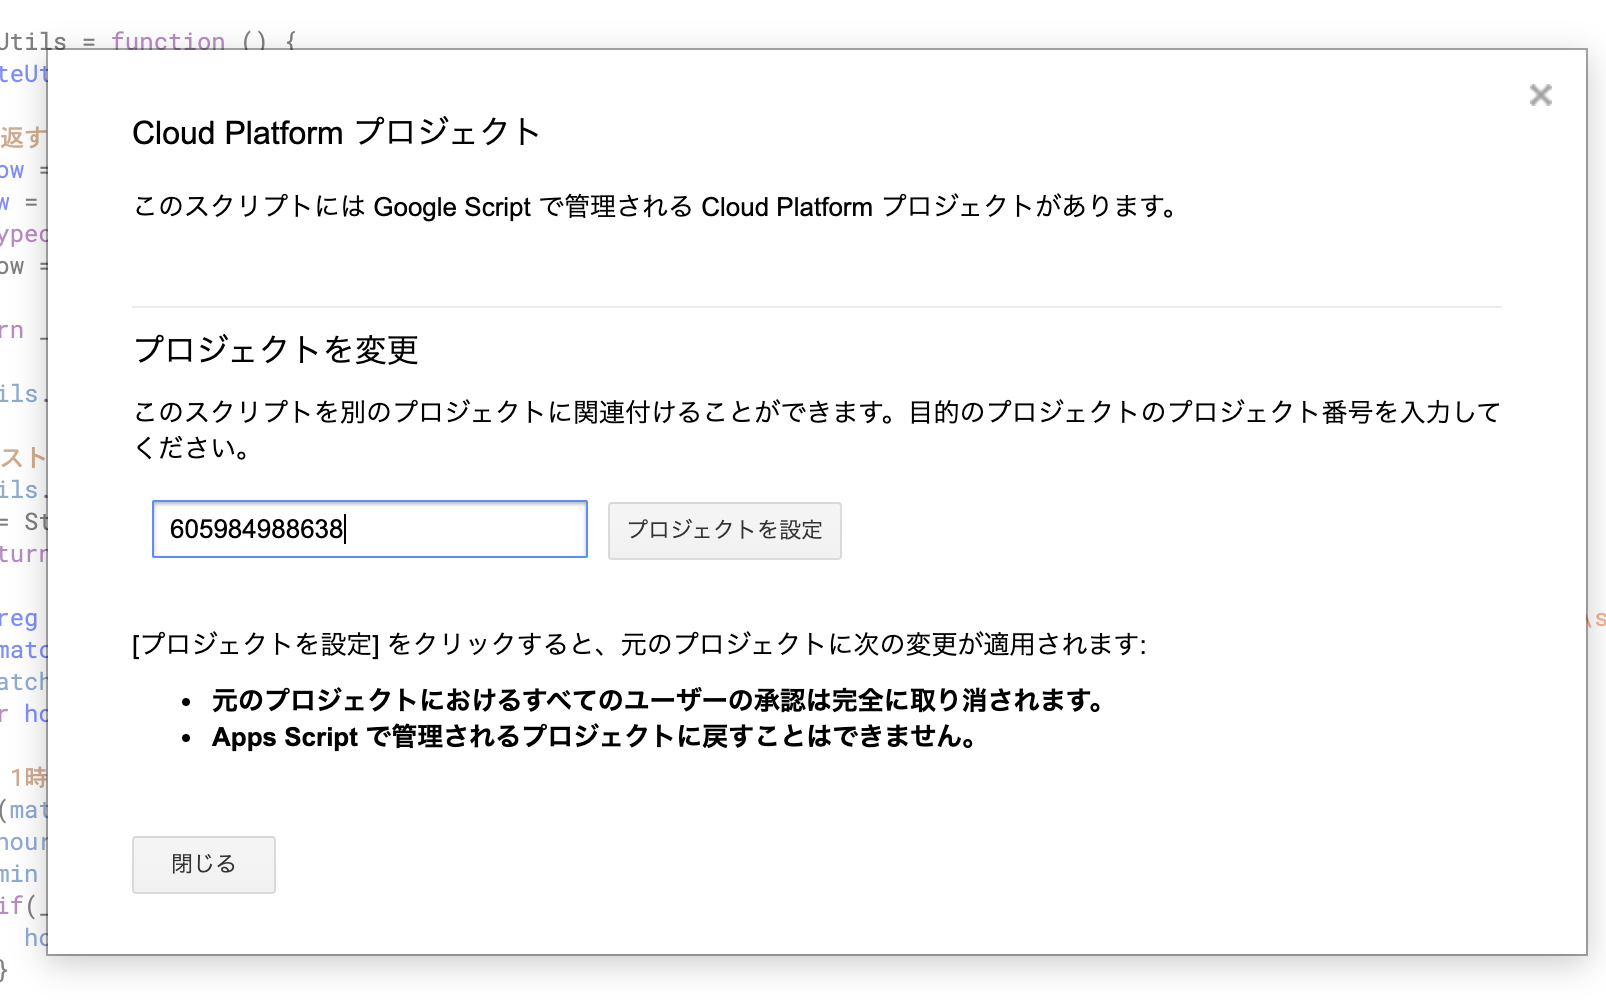 Utils = function () {
teUt
返す
ow =
w =
ypeo
ow =
rn _
ils.
スト
ils.
= St
turn
reg
\s
matc
atch
r ho
1時
(mat
hour
min
if(_
ho
}
×
Cloud Platform プロジェクト
このスクリプトには Google Script で管理される Cloud Platform プロジェクトがあります。
プロジェクトを変更
このスクリプトを別のプロジェクトに関連付けることができます。目的のプロジェクトのプロジェクト番号を入力して
ください。
605984988638
プロジェクトを設定
[プロジェクトを設定] をクリックすると、元のプロジェクトに次の変更が適用されます:
• 元のプロジェクトにおけるすべてのユーザーの承認は完全に取り消されます。
• Apps Script で管理されるプロジェクトに戻すことはできません。
閉じる